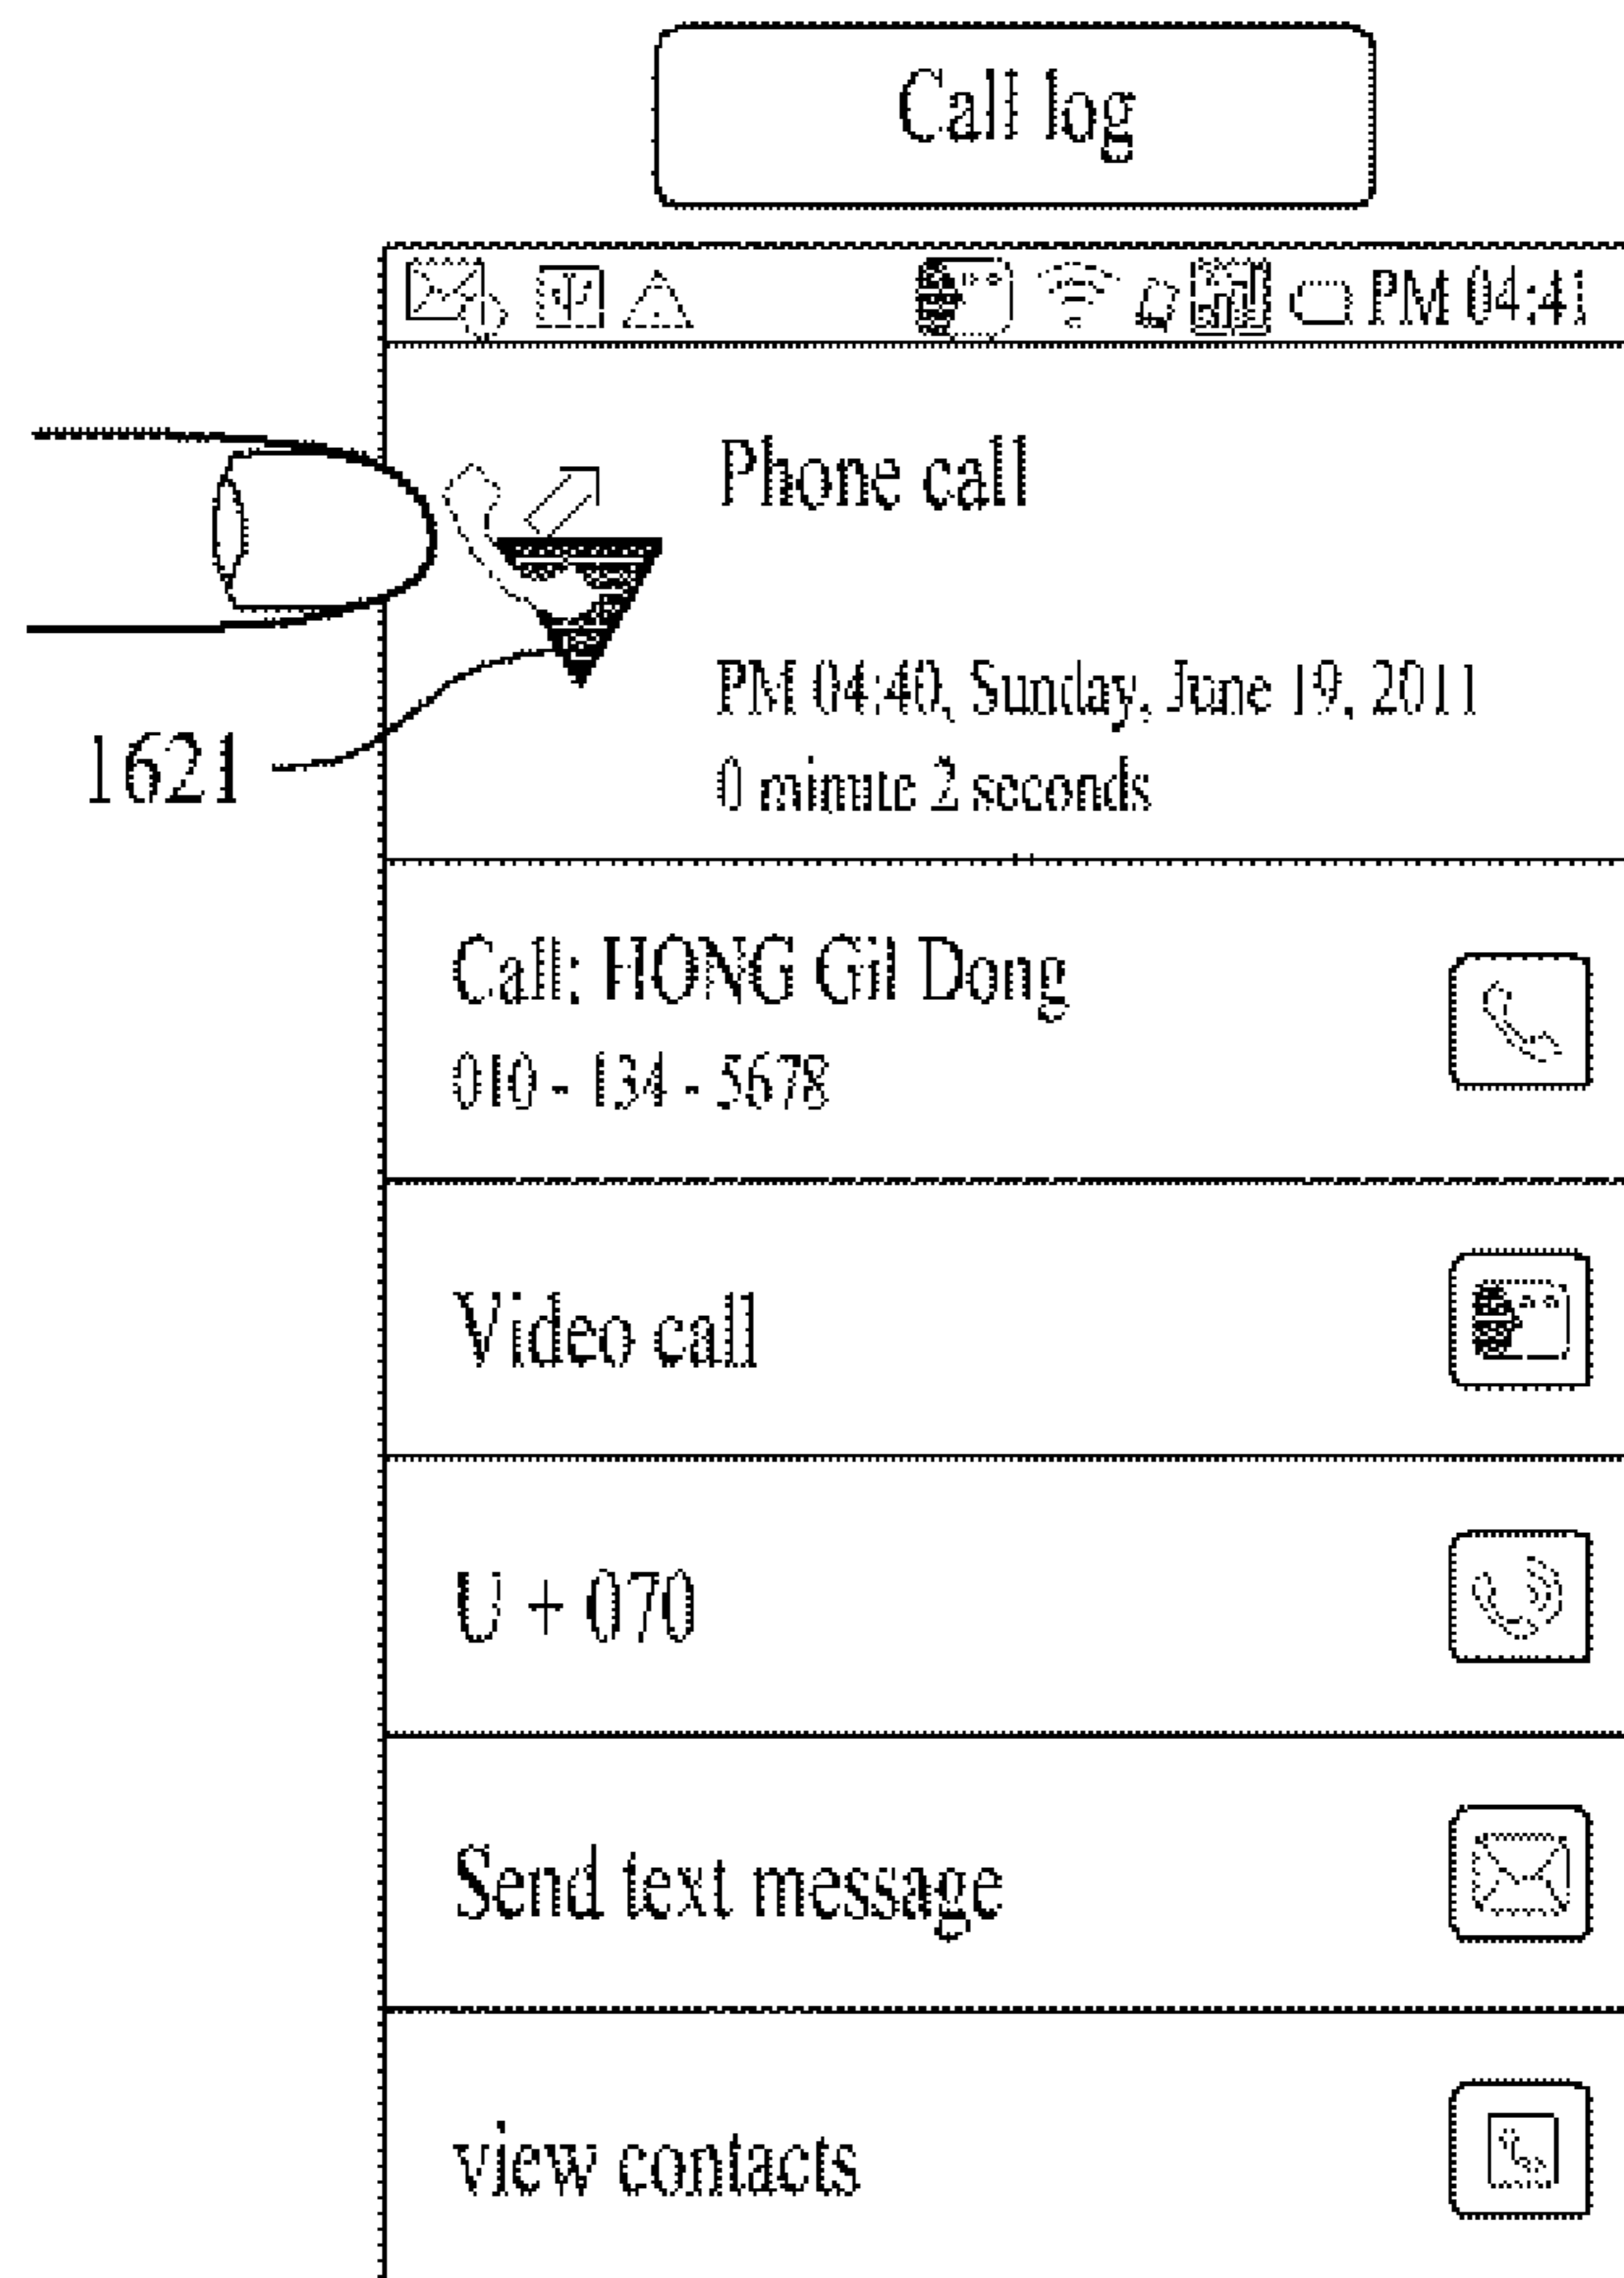 Call log
PM 04:41
Phone call
PM 04:40, Sunday, June 19, 2011
0 minute 2 seconds
1621
Call: HONG Gil Dong
010 - 134 - 5678
Video call
U + 070
Send text message
view contacts